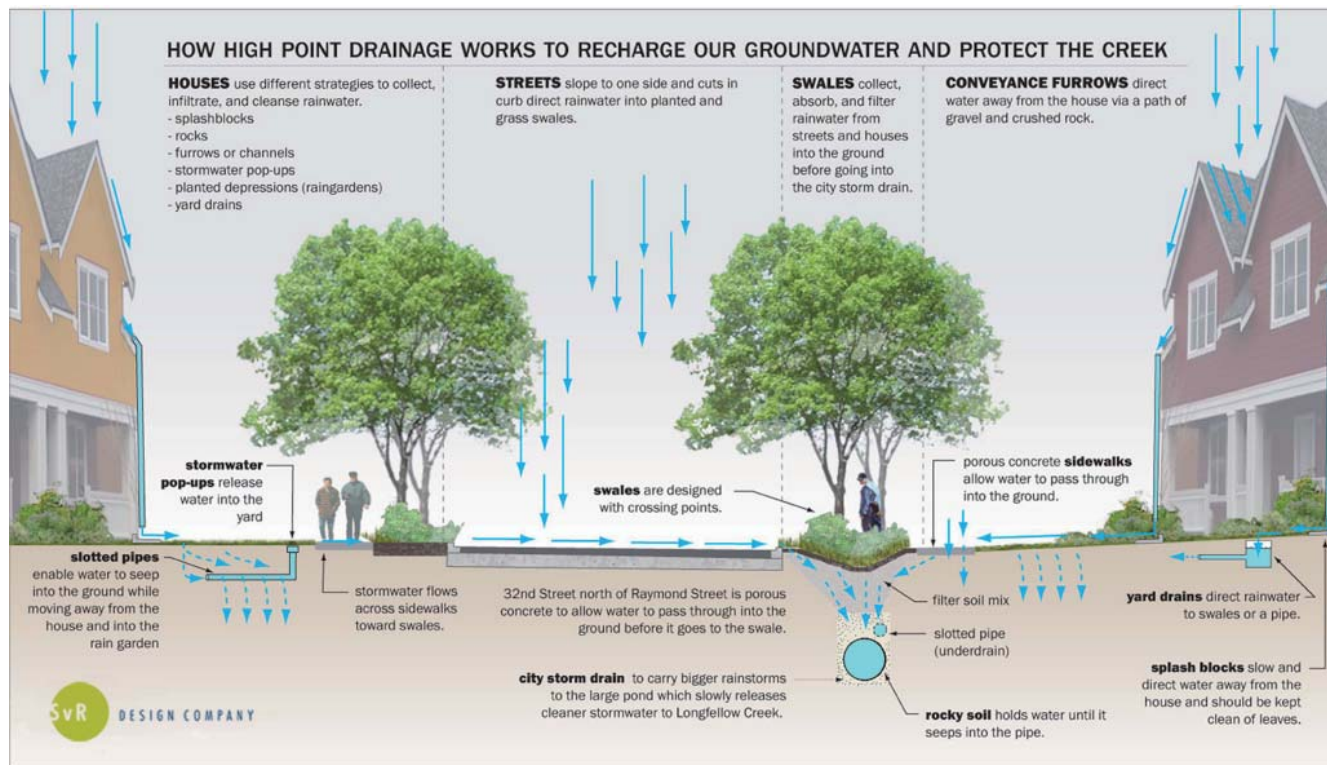 HOW HIGH POINT DRAINAGE WORKS TO RECHARGE OUR GROUNDWATER AND PROTECT THE CREEK
HOUSES use different strategies to collect,
infiltrate, and cleanse rainwater.
- splashblocks
- rocks
- furrows or channels
- stormwater pop-ups
- planted depressions (raingardens)
- yard drains
STREETS slope to one side and cuts in
curb direct rainwater into planted and
grass swales.
SWALES collect,
absorb, and filter
rainwater from
streets and houses
into the ground
before going into
the city storm drain.
CONVEYANCE FURROWS direct
water away from the house via a path of
gravel and crushed rock.
stormwater
pop-ups release
water into the
yard
slotted pipes
enable water to seep
into the ground while
moving away from the
house and into the
rain garden
stormwater flows
across sidewalks
toward swales.
swales are designed
with crossing points.
32nd Street north of Raymond Street is porous
concrete to allow water to pass through into the
ground before it goes to the swale.
city storm drain to carry bigger rainstorms
to the large pond which slowly releases
cleaner stormwater to Longfellow Creek.
porous concrete sidewalks
allow water to pass through
into the ground.
filter soil mix
slotted pipe
(underdrain)
rocky soil holds water until it
seeps into the pipe.
yard drains direct rainwater
to swales or a pipe.
splash blocks slow and
direct water away from the
house and should be kept
clean of leaves.
SvR DESIGN COMPANY